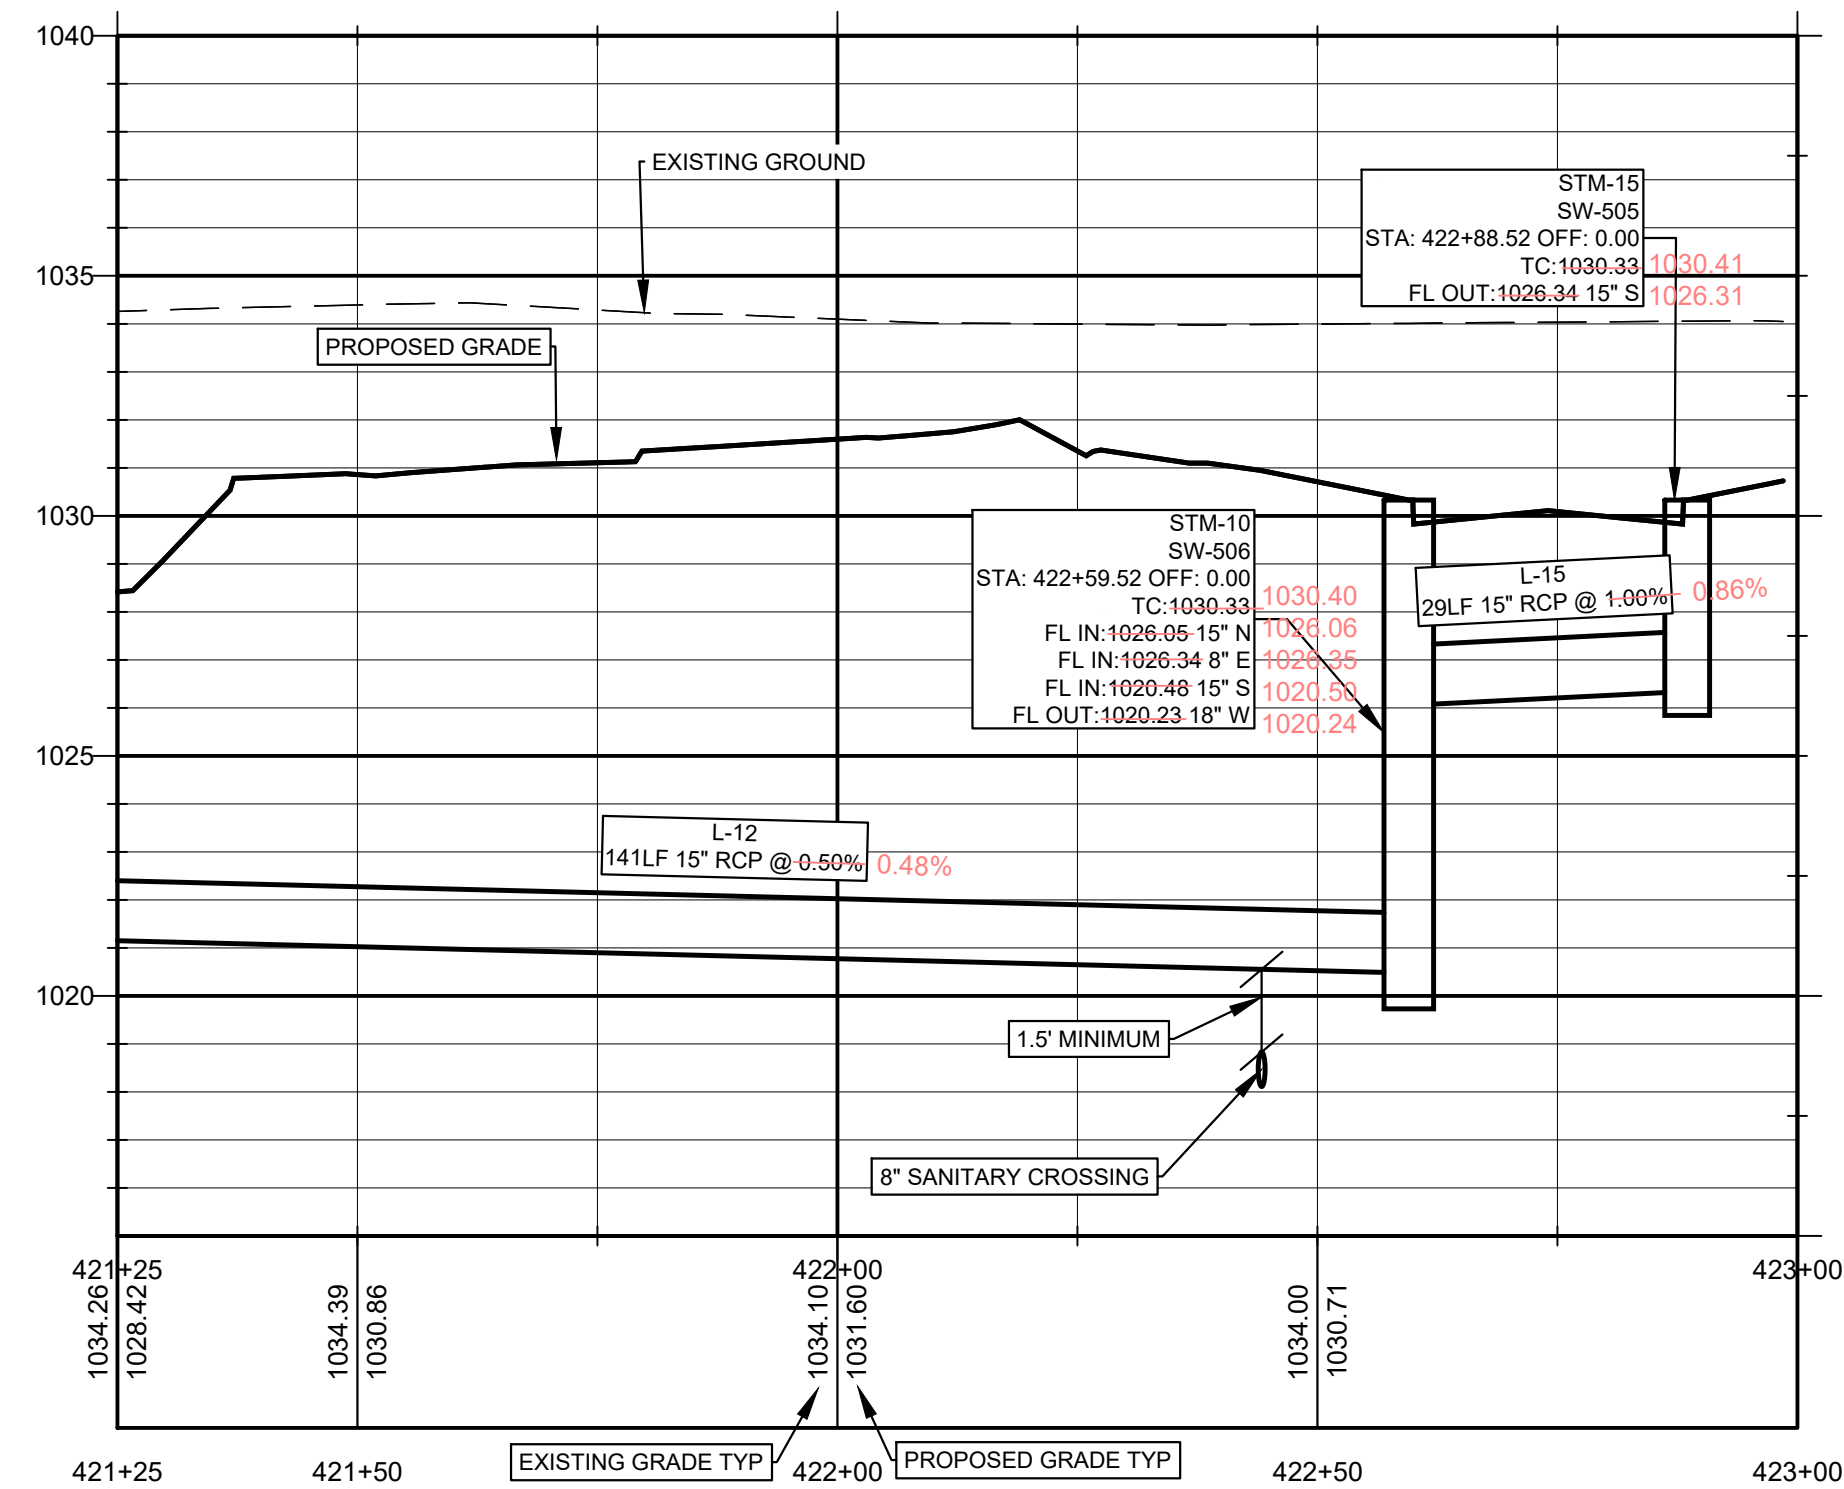 1040
EXISTING GROUND
STM-15
SW-505
STA: 422+88.52 OFF: 0.00
TC:1030.33 1030.41
FL OUT:1026.34 15" S 1026.31
1035
PROPOSED GRADE
1030
STM-10
SW-506
STA: 422+59.52 OFF: 0.00
TC:1030.33 1030.40
FL IN:1026.05 15" N 1026.06
FL IN:1026.34 8" E 1026.35
FL IN:1020.48 15" S 1020.50
FL OUT:1020.23 18" W 1020.24
L-15
29LF 15" RCP @ 1.00% 0.86%
1025
L-12
141LF 15" RCP @ 0.50% 0.48%
1020
1.5' MINIMUM
8" SANITARY CROSSING
421+25 422+00 423+00
1034.26
1028.42
1034.39
1030.86
1034.10
1031.60
1034.00
1030.71
EXISTING GRADE TYP
PROPOSED GRADE TYP
421+25 421+50 422+00 422+50 423+00